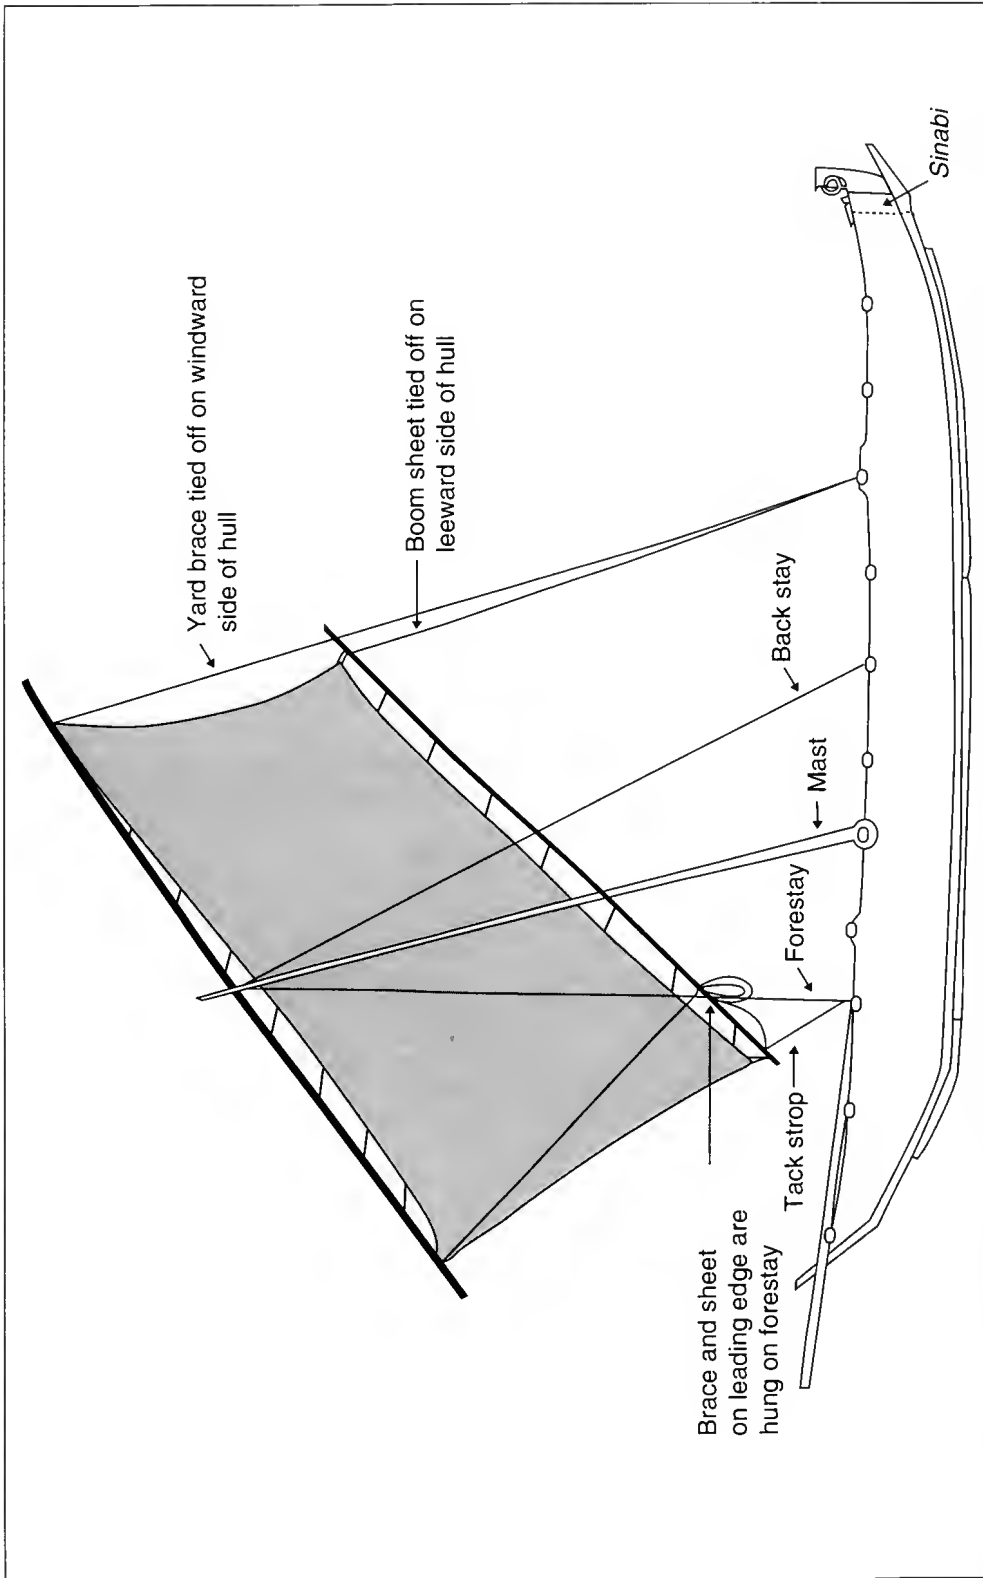 Yard brace tied off on windward
side of hull
Boom sheet tied off on
leeward side of hull
Back stay
Mast
Forestay
Tack strop
Brace and sheet
on leading edge are
hung on forestay
Sinabi